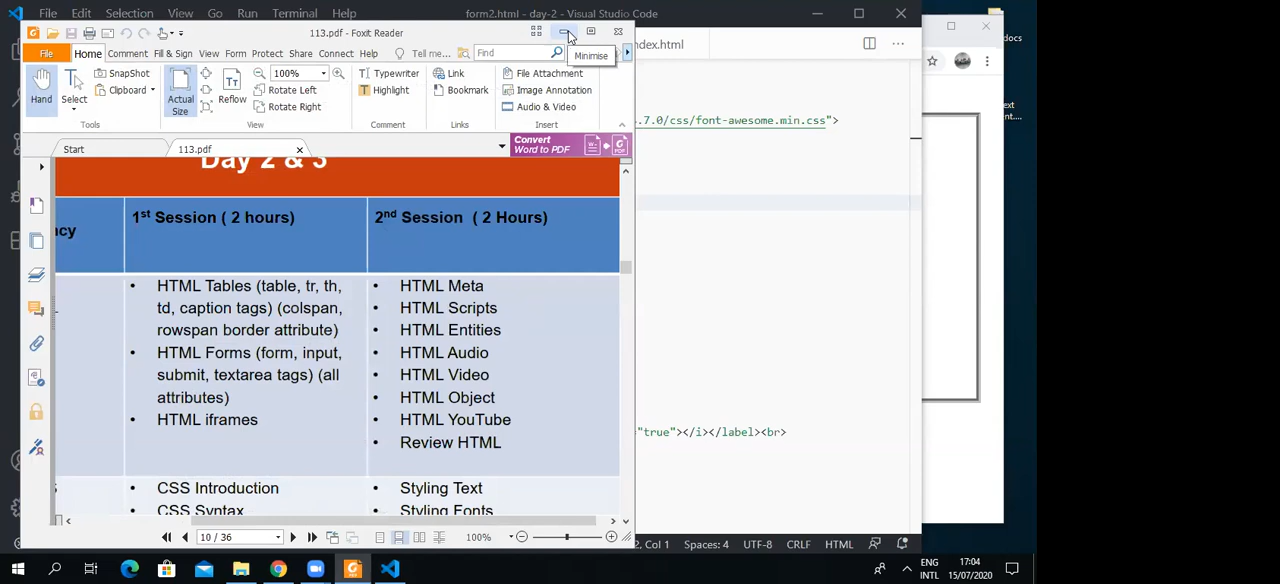 File Edit Selection View Go Run Terminal Help form2.html - day-2 - Visual Studio Code
113.pdf - Foxit Reader
docs
ndex.html
File Home Comment Fill & Sign View Form Protect Share Connect Help Tell me... Find
Minimise
Hand Select SnapShot Clipboard
Actual Size Reflow 100% Rotate Left Rotate Right
Typewriter Highlight
Link Bookmark
File Attachment Image Annotation Audio & Video
Tools View Comment Links Insert
ext
nt....
.7.0/css/font-awesome.min.css">
Start 113.pdf
Convert
Word to PDF
Day 2 & 3
ncy 1st Session ( 2 hours) 2nd Session ( 2 Hours)
• HTML Tables (table, tr, th,
td, caption tags) (colspan,
rowspan border attribute)
• HTML Forms (form, input,
submit, textarea tags) (all
attributes)
• HTML iframes
• HTML Meta
• HTML Scripts
• HTML Entities
• HTML Audio
• HTML Video
• HTML Object
• HTML YouTube
• Review HTML
="true"></i></label><br>
• CSS Introduction
• CSS Syntax
• Styling Text
• Styling Fonts
10 / 36 100%
2, Col 1 Spaces: 4 UTF-8 CRLF HTML
ENG
INTL
17:04
15/07/2020